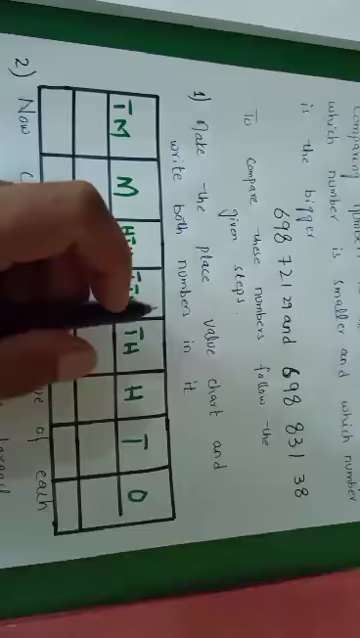 which number is smaller and which number
is the bigger
698 721 29 and 698 831 38
To compare these numbers follow the
given steps.
1) Make the place value chart and
write both numbers in it
TM M TH H T O
2) Now
of each